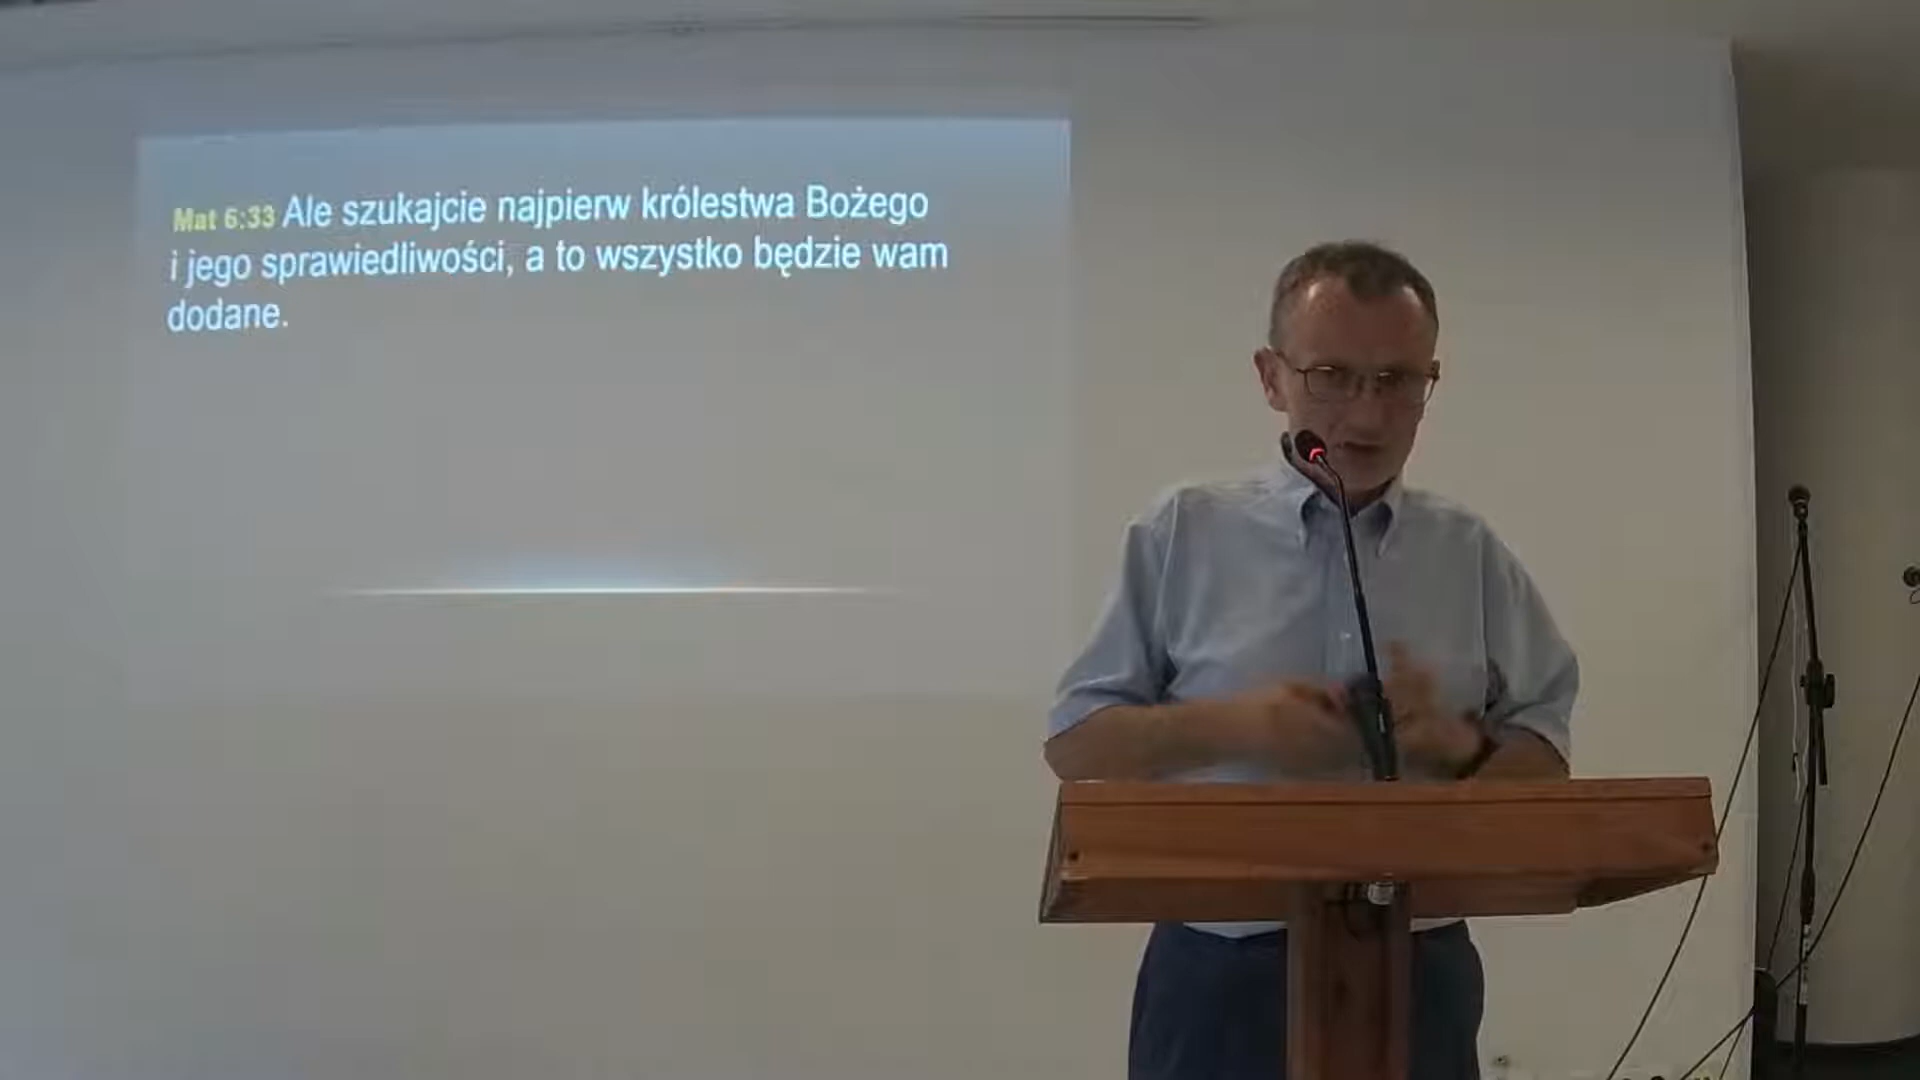 Mat 6:33 Ale szukajcie najpierw królestwa Bożego
i jego sprawiedliwości, a to wszystko będzie wam
dodane.